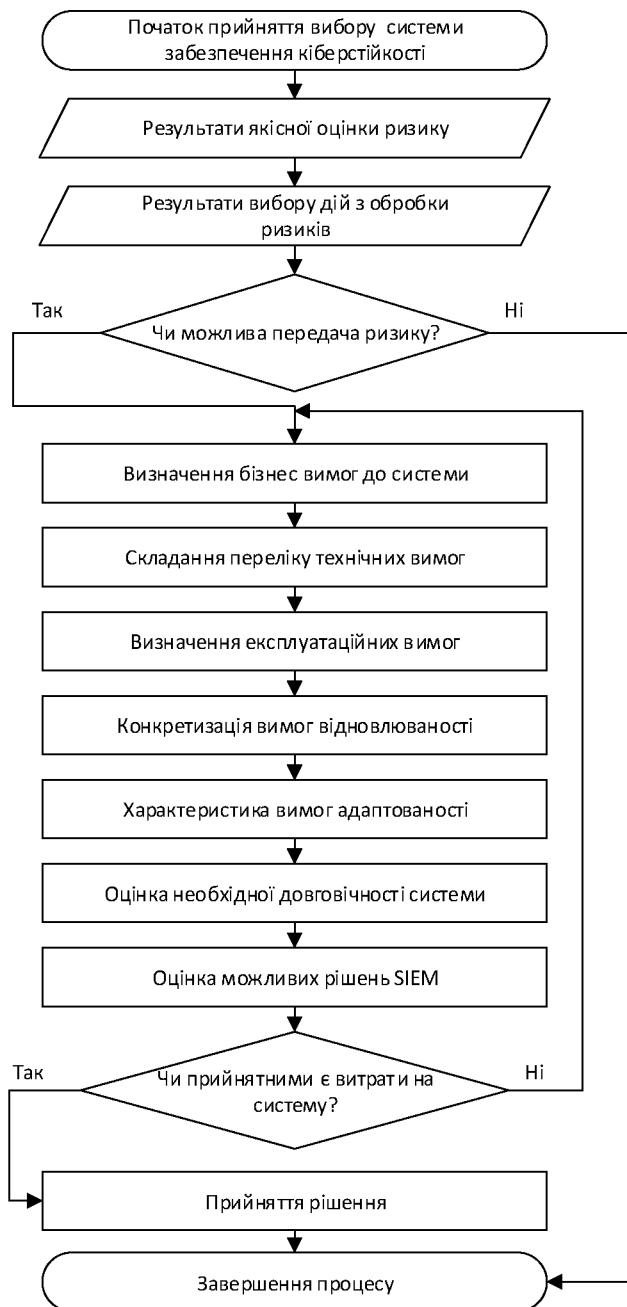 Початок прийняття вибору системи
забезпечення кіберстійкості
Результати якісної оцінки ризику
Результати вибору дій з обробки
ризиків
Так
Ні
Чи можлива передача ризику?
Визначення бізнес вимог до системи
Складання переліку технічних вимог
Визначення експлуатаційних вимог
Конкретизація вимог відновлюваності
Характеристика вимог адаптованості
Оцінка необхідної довговічності системи
Оцінка можливих рішень SIEM
Так
Ні
Чи прийнятними є витрати на
систему?
Прийняття рішення
Завершення процесу